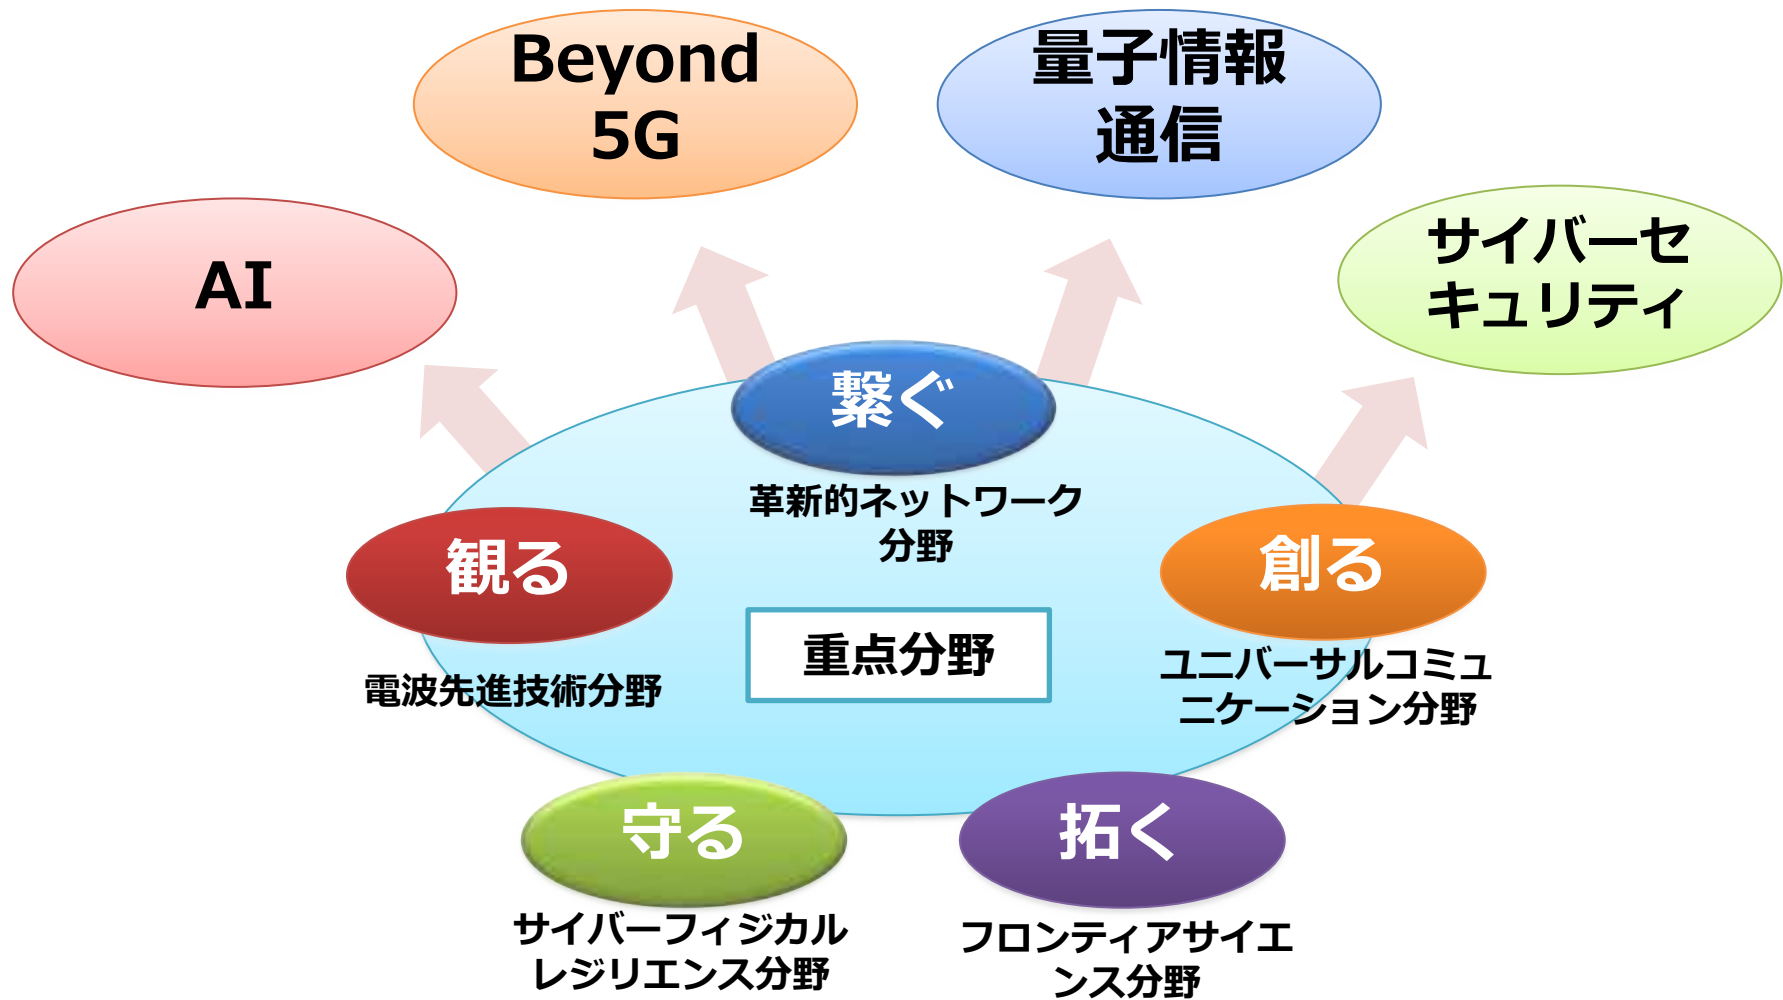 Beyond
5G
量子情報
通信
AI
サイバーセ
キュリティ
繋ぐ
革新的ネットワーク
分野
観る
電波先進技術分野
創る
ユニバーサルコミュ
ニケーション分野
重点分野
守る
サイバーフィジカル
レジリエンス分野
拓く
フロンティアサイエ
ンス分野